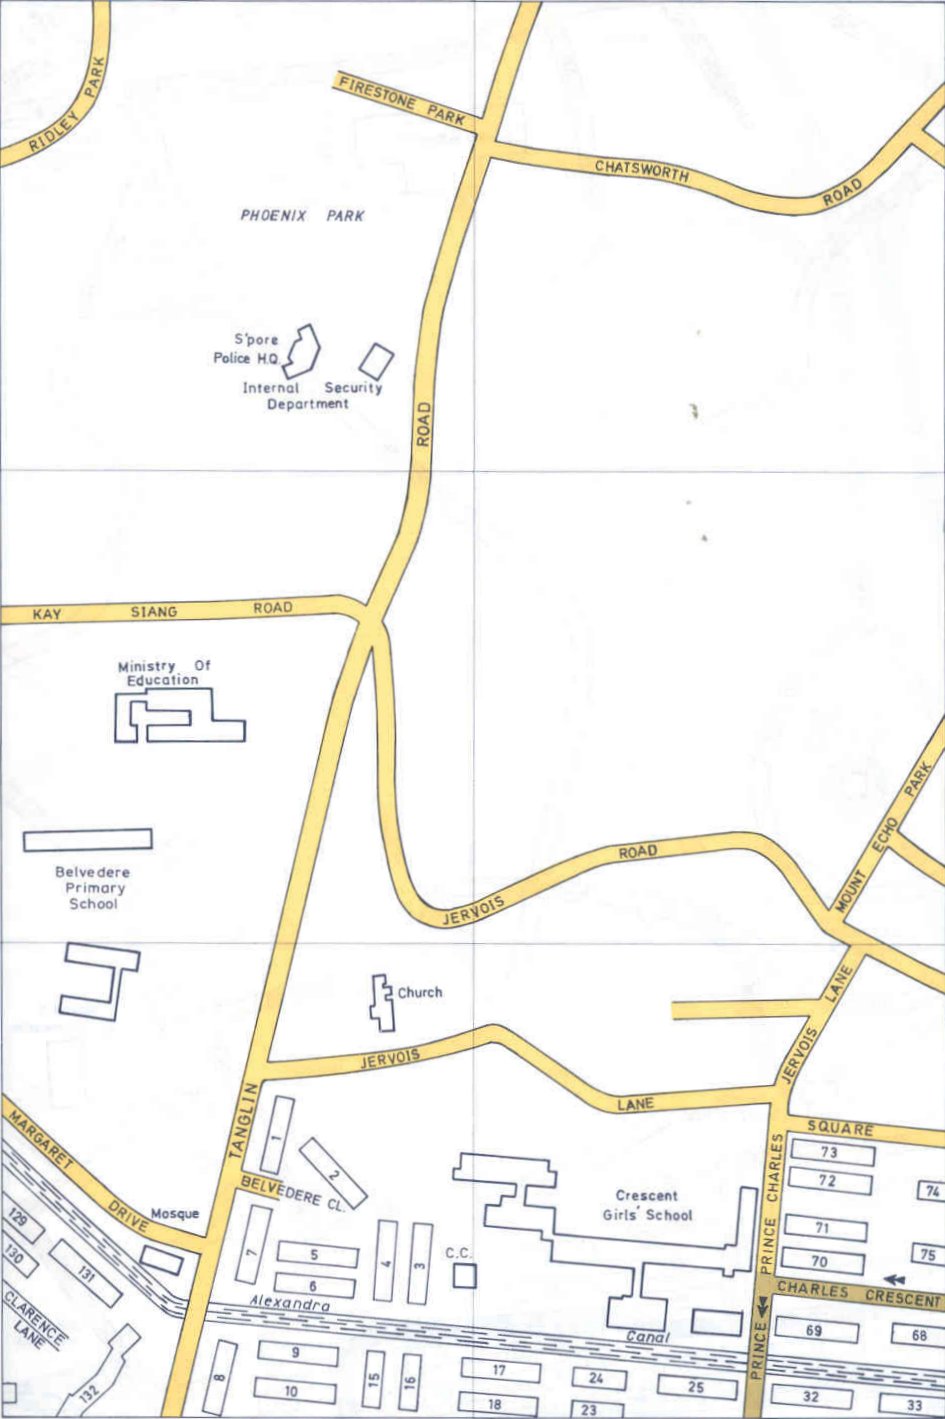 RIDLEY PARK
FIRESTONE PARK
CHATSWORTH ROAD
PHOENIX PARK
S'pore
Police H.Q.
Internal Security
Department
ROAD
KAY SIANG ROAD
Ministry Of
Education
Belvedere
Primary
School
MOUNT ECHO PARK
JERVOIS ROAD
Church
JERVOIS LANE
JERVOIS LANE
TANGLIN
MARGARET DRIVE
Mosque
BELVEDERE CL.
1
2
7
5
6
4
3
C.C.
Crescent
Girls' School
PRINCE CHARLES
SQUARE
73
72
74
71
70
75
PRINCE
CHARLES CRESCENT
69
68
129
130
131
CLARENCE
LANE
132
Alexandra Canal
8
9
10
15
16
17
18
24
23
25
32
33